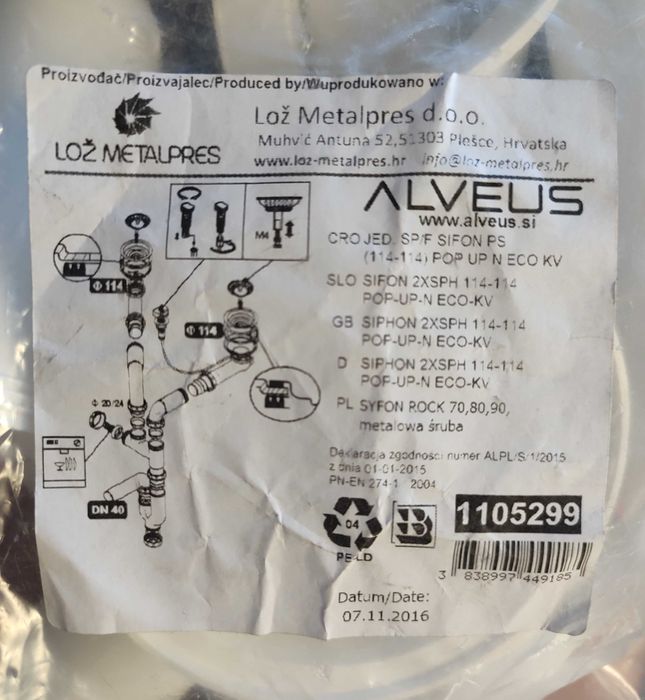 Proizvođač/Proizvajalec/Produced by/Wuprodukowano w:
LOŽ METALPRES
Lož Metalpres d.o.o.
Muhvić Antuna 52,51303 Plešce, Hrvatska
www.loz-metalpres.hr info@loz-metalpres.hr
ALVEUS
www.alveus.si
CRO JED. SP/F SIFON PS
(114-114) POP UP N ECO KV
SLO SIFON 2XSPH 114-114
POP-UP-N ECO-KV
GB SIPHON 2XSPH 114-114
POP-UP-N ECO-KV
D SIPHON 2XSPH 114-114
POP-UP-N ECO-KV
PL SYFON ROCK 70,80,90,
metalowa śruba
Deklaracja zgodności numer ALPL/S/1/2015
z dnia 01-01-2015
PN-EN 274-1 2004
M4
Φ 114
Φ 114
Φ 20/24
DN 40
04
PE-LD
1105299
3 838997 449185
Datum/Date:
07.11.2016